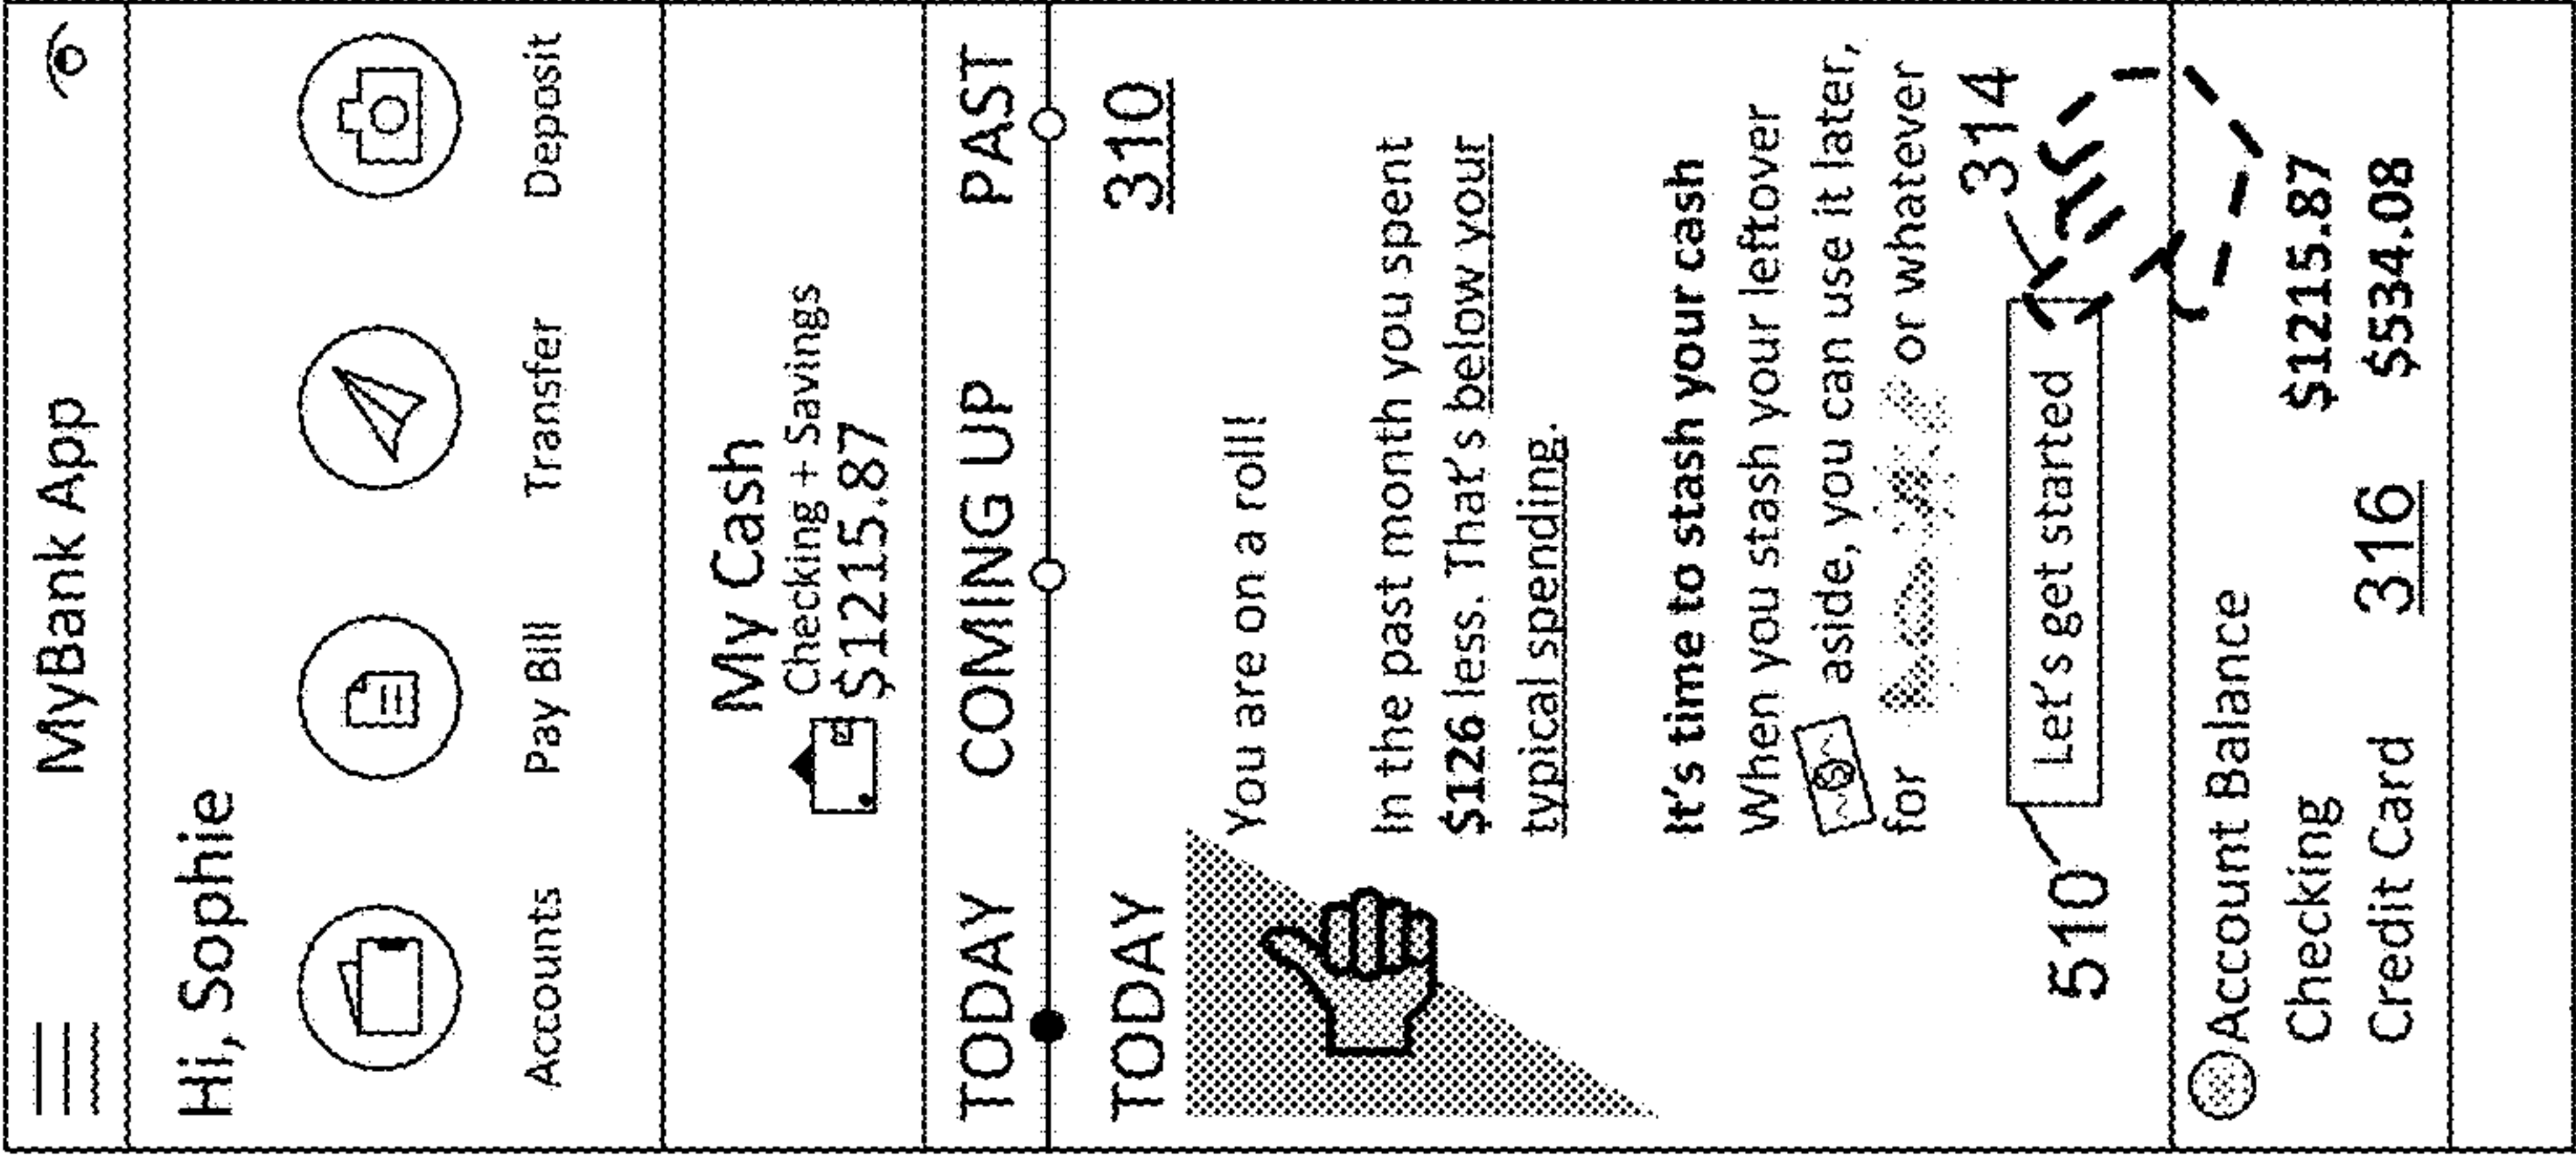 MyBank App
Hi, Sophie
Accounts Pay Bill Transfer Deposit
My Cash
Checking + Savings
$1215.87
TODAY COMING UP PAST
TODAY 310
You are on a roll!
In the past month you spent
$126 less. That's below your
typical spending.
It's time to stash your cash
When you stash your leftover
aside, you can use it later,
for or whatever
314
Let's get started
510
Account Balance
Checking $1215.87
Credit Card 316 $534.08